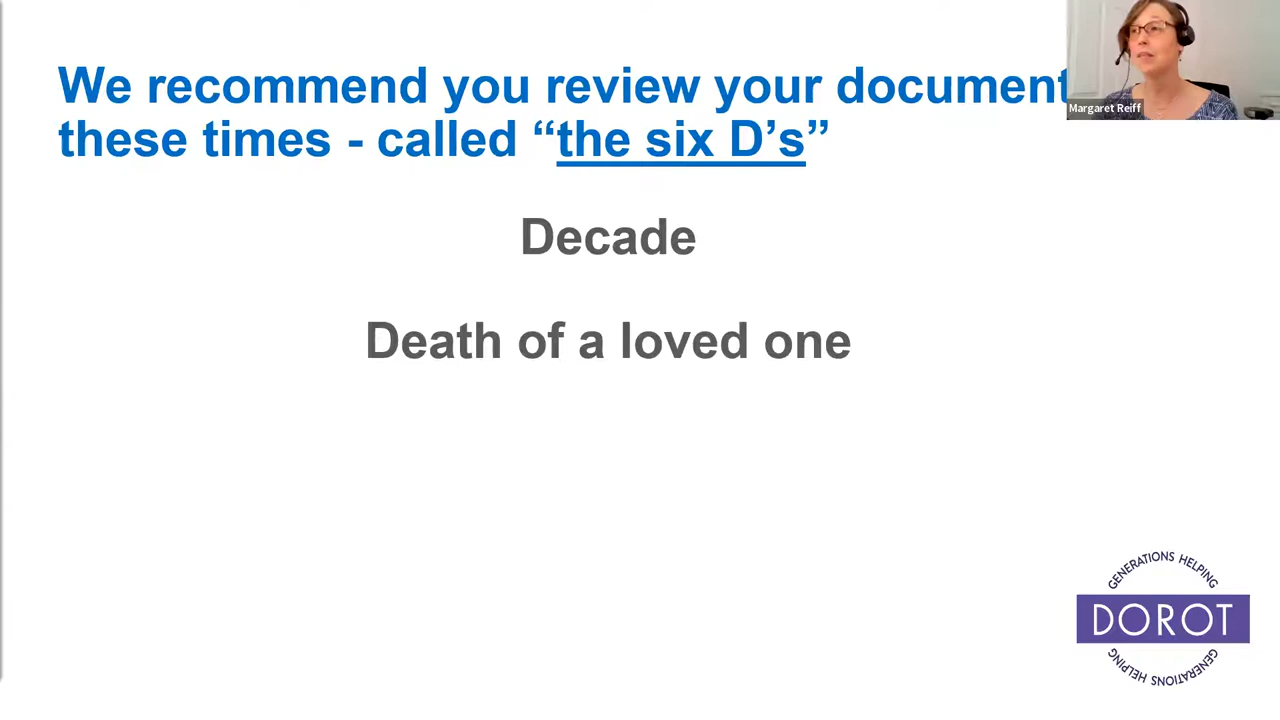 We recommend you review your document
these times - called “the six D’s”
Margaret Reiff
Decade
Death of a loved one
GENERATIONS HELPING
DOROT
GENERATIONS HELPING